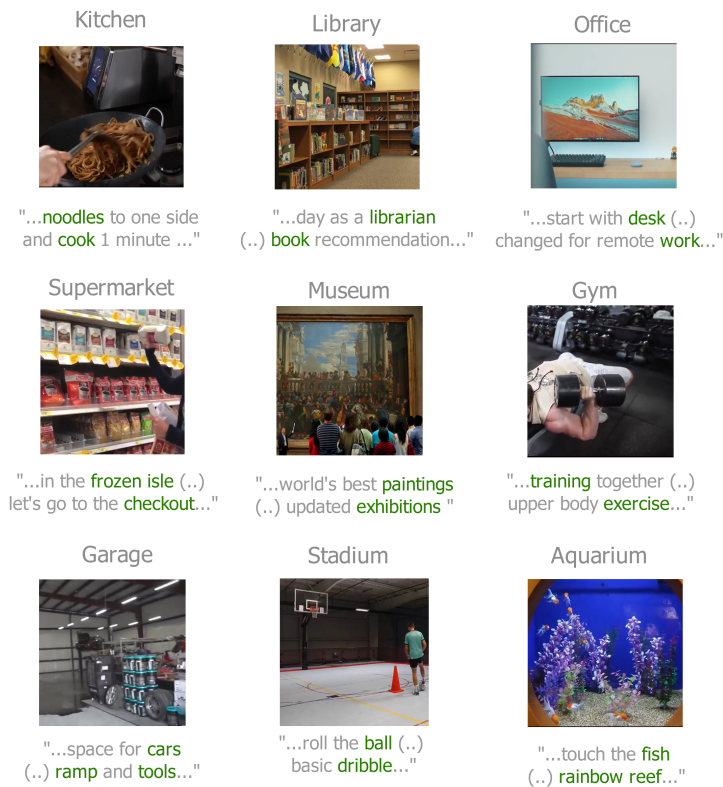 Kitchen
Library
Office
"...noodles to one side
and cook 1 minute ..."
"...day as a librarian
(..) book recommendation..."
"...start with desk (..)
changed for remote work..."
Supermarket
Museum
Gym
"...in the frozen isle (..)
let's go to the checkout..."
"...world's best paintings
(..) updated exhibitions "
"...training together (..)
upper body exercise..."
Garage
Stadium
Aquarium
"...space for cars
(..) ramp and tools..."
"...roll the ball (..)
basic dribble..."
"...touch the fish
(..) rainbow reef..."